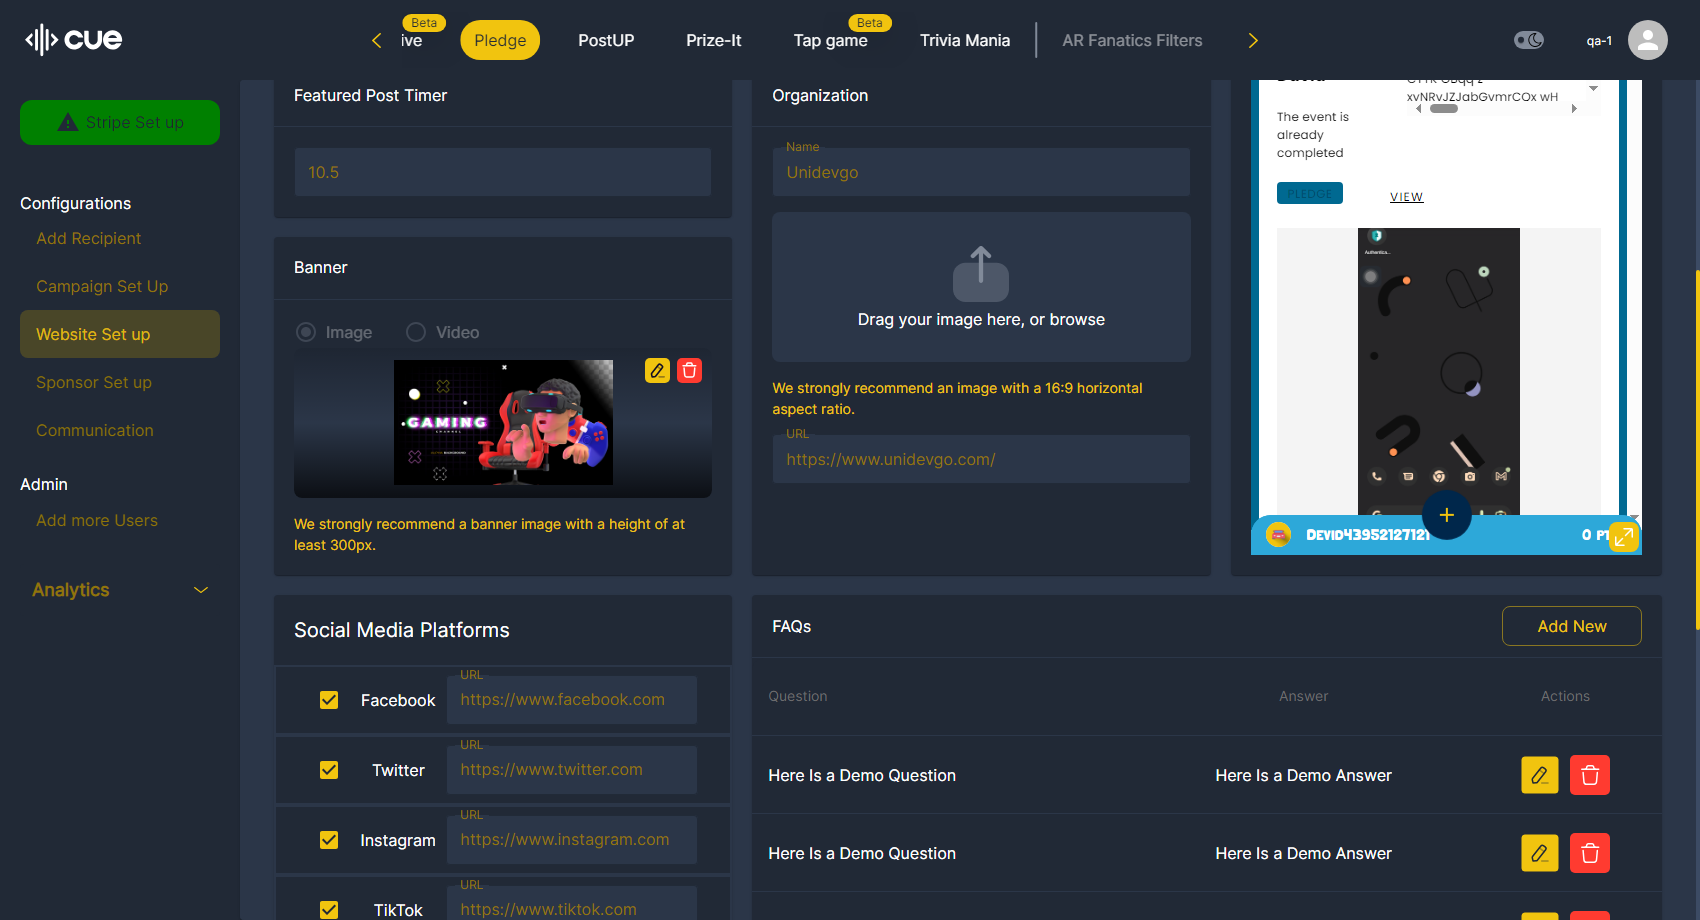 cue
Beta
ive
Pledge
PostUP
Prize-It
Beta
Tap game
Trivia Mania
AR Fanatics Filters
qa-1
Stripe Set up
Configurations
Add Recipient
Campaign Set Up
Website Set up
Sponsor Set up
Communication
Admin
Add more Users
Analytics
Featured Post Timer
10.5
Banner
Image
Video
GAMING
CHANNEL
We strongly recommend a banner image with a height of at
least 300px.
Organization
Name
Unidevgo
Drag your image here, or browse
We strongly recommend an image with a 16:9 horizontal
aspect ratio.
URL
https://www.unidevgo.com/
xvNRvJZJabGvmrCOx wH
The event is
already
completed
PLEDGE
VIEW
+
DEVID43952127121
0 PT
Social Media Platforms
Facebook
URL
https://www.facebook.com
Twitter
URL
https://www.twitter.com
Instagram
URL
https://www.instagram.com
TikTok
URL
https://www.tiktok.com
FAQs
Add New
Question
Answer
Actions
Here Is a Demo Question
Here Is a Demo Answer
Here Is a Demo Question
Here Is a Demo Answer